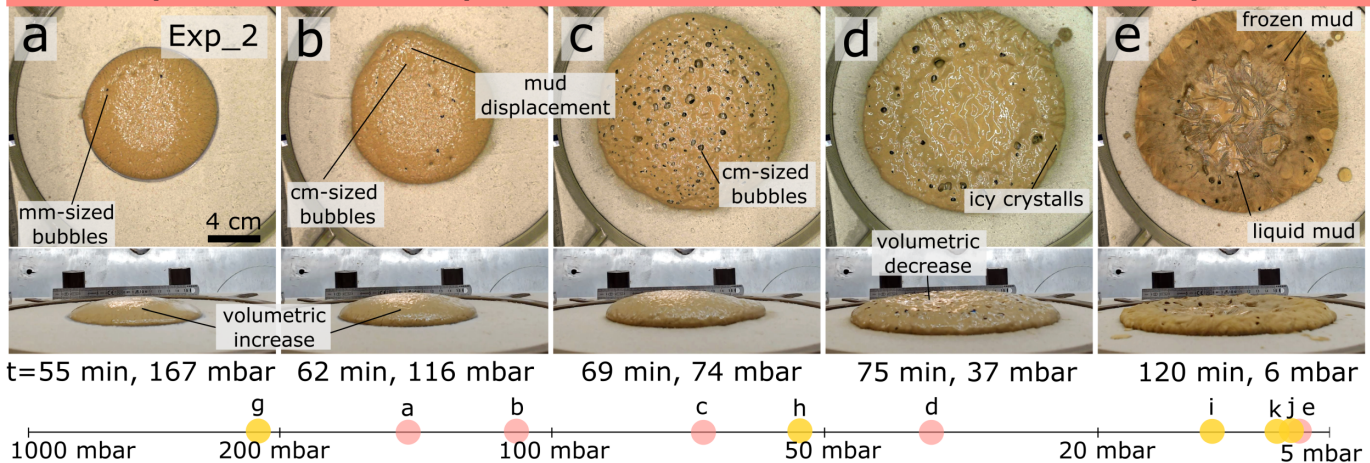 a
Exp_2
mm-sized
bubbles
4 cm
b
cm-sized
bubbles
mud
displacement
c
cm-sized
bubbles
d
icy crystalls
e
frozen mud
liquid mud
volumetric
increase
volumetric
decrease
t=55 min, 167 mbar
62 min, 116 mbar
69 min, 74 mbar
75 min, 37 mbar
120 min, 6 mbar
g a b c h d i k j e
1000 mbar 200 mbar 100 mbar 50 mbar 20 mbar 5 mbar